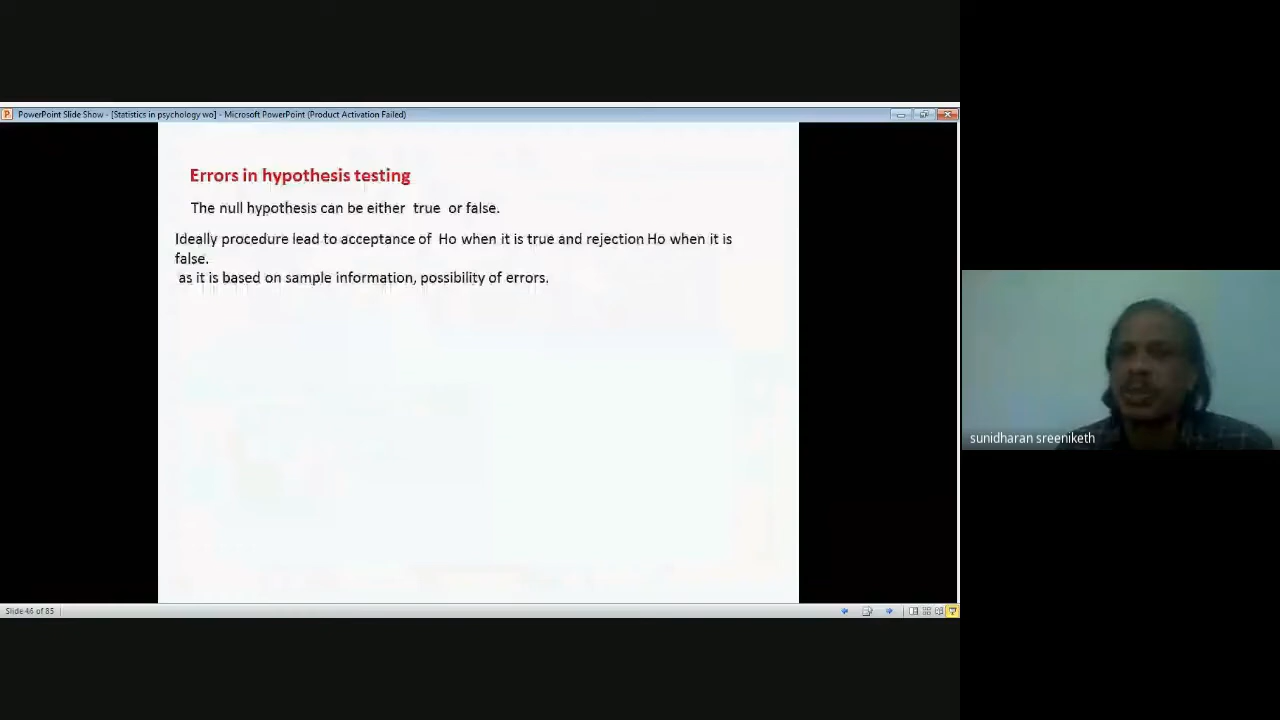 PowerPoint Slide Show - [Statistics in psychology wo] - Microsoft PowerPoint (Product Activation Failed)
Errors in hypothesis testing
The null hypothesis can be either true or false.
Ideally procedure lead to acceptance of Ho when it is true and rejection Ho when it is
false.
as it is based on sample information, possibility of errors.
sunidharan sreeniketh
Slide 46 of 85